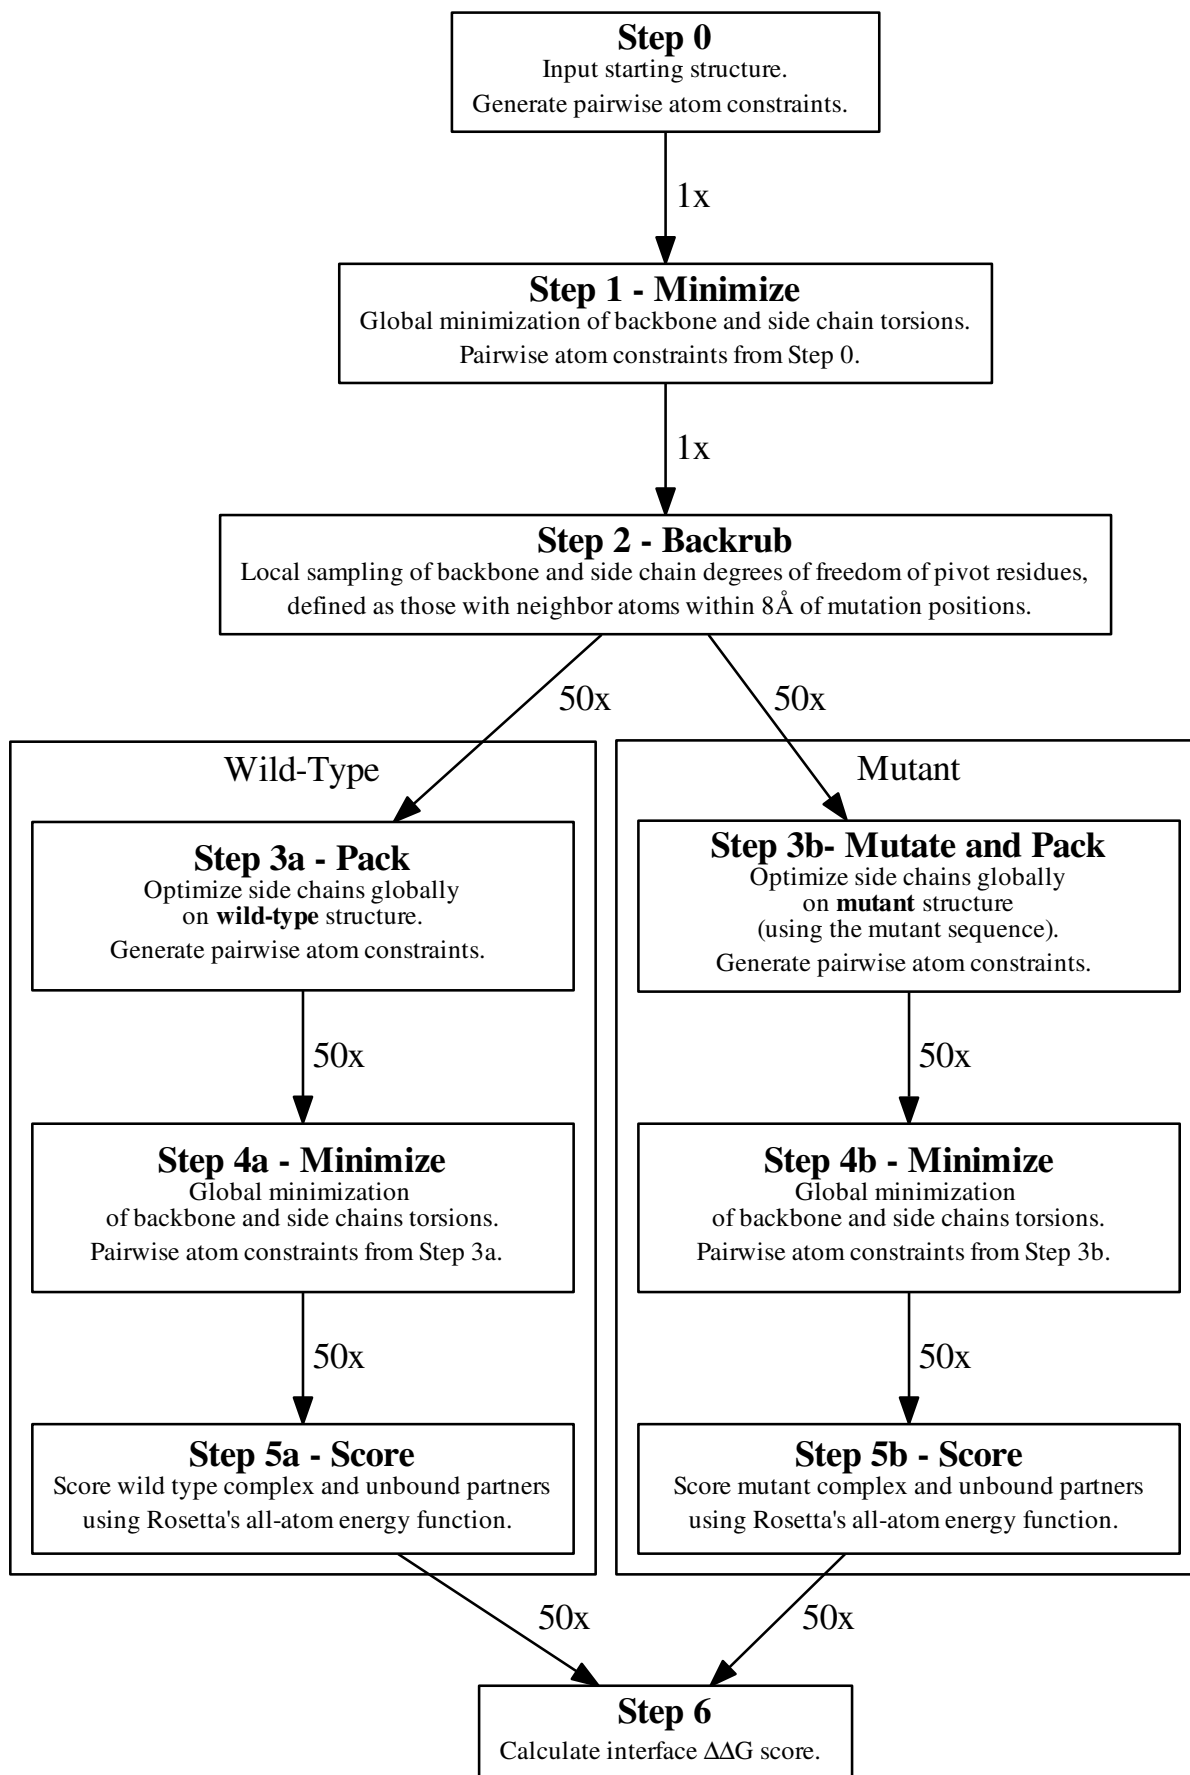 Step 0
Input starting structure.
Generate pairwise atom constraints.
1x
Step 1 - Minimize
Global minimization of backbone and side chain torsions.
Pairwise atom constraints from Step 0.
1x
Step 2 - Backrub
Local sampling of backbone and side chain degrees of freedom of pivot residues,
defined as those with neighbor atoms within 8Å of mutation positions.
50x
50x
Wild-Type
Step 3a - Pack
Optimize side chains globally
on wild-type structure.
Generate pairwise atom constraints.
50x
Step 4a - Minimize
Global minimization
of backbone and side chains torsions.
Pairwise atom constraints from Step 3a.
50x
Step 5a - Score
Score wild type complex and unbound partners
using Rosetta's all-atom energy function.
50x
Mutant
Step 3b- Mutate and Pack
Optimize side chains globally
on mutant structure
(using the mutant sequence).
Generate pairwise atom constraints.
50x
Step 4b - Minimize
Global minimization
of backbone and side chains torsions.
Pairwise atom constraints from Step 3b.
50x
Step 5b - Score
Score mutant complex and unbound partners
using Rosetta's all-atom energy function.
50x
Step 6
Calculate interface ΔΔG score.